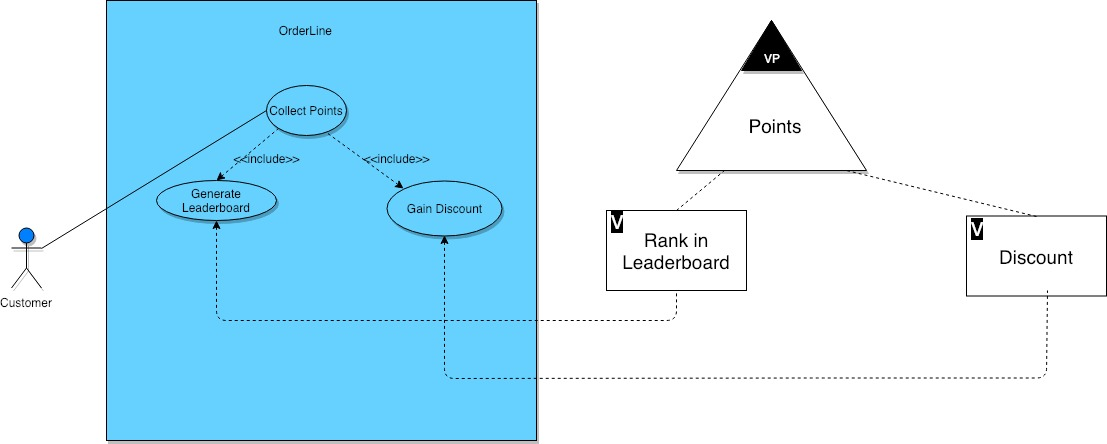 OrderLine
VP
Collect Points
Points
<<include>>
<<include>>
Generate
Leaderboard
Gain Discount
V
Rank in
Leaderboard
V
Discount
Customer